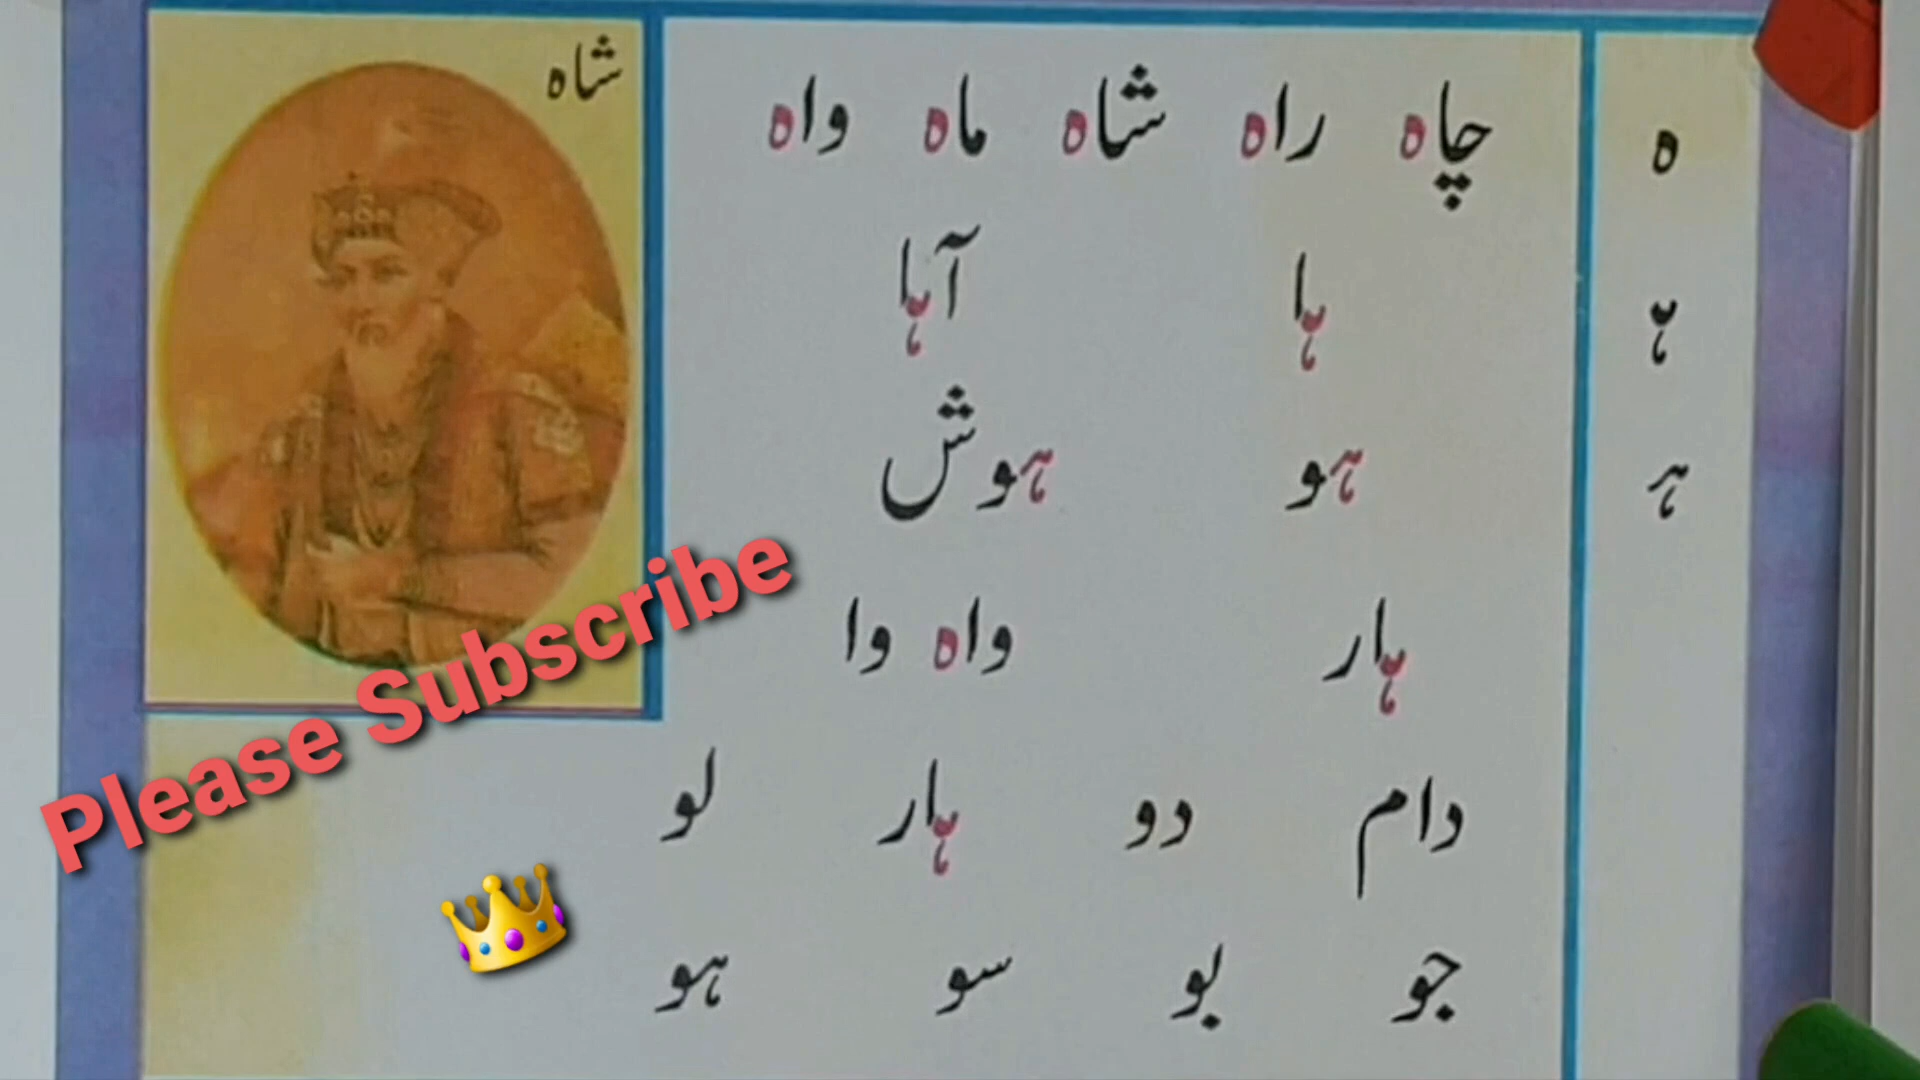 شاہ
ہ چاہ راہ شاہ ماہ واہ
ہا آہا
ہ ہو ہوش
ہار واہ وا
دام دو ہار لو
جو بو سو ہو
Please Subscribe